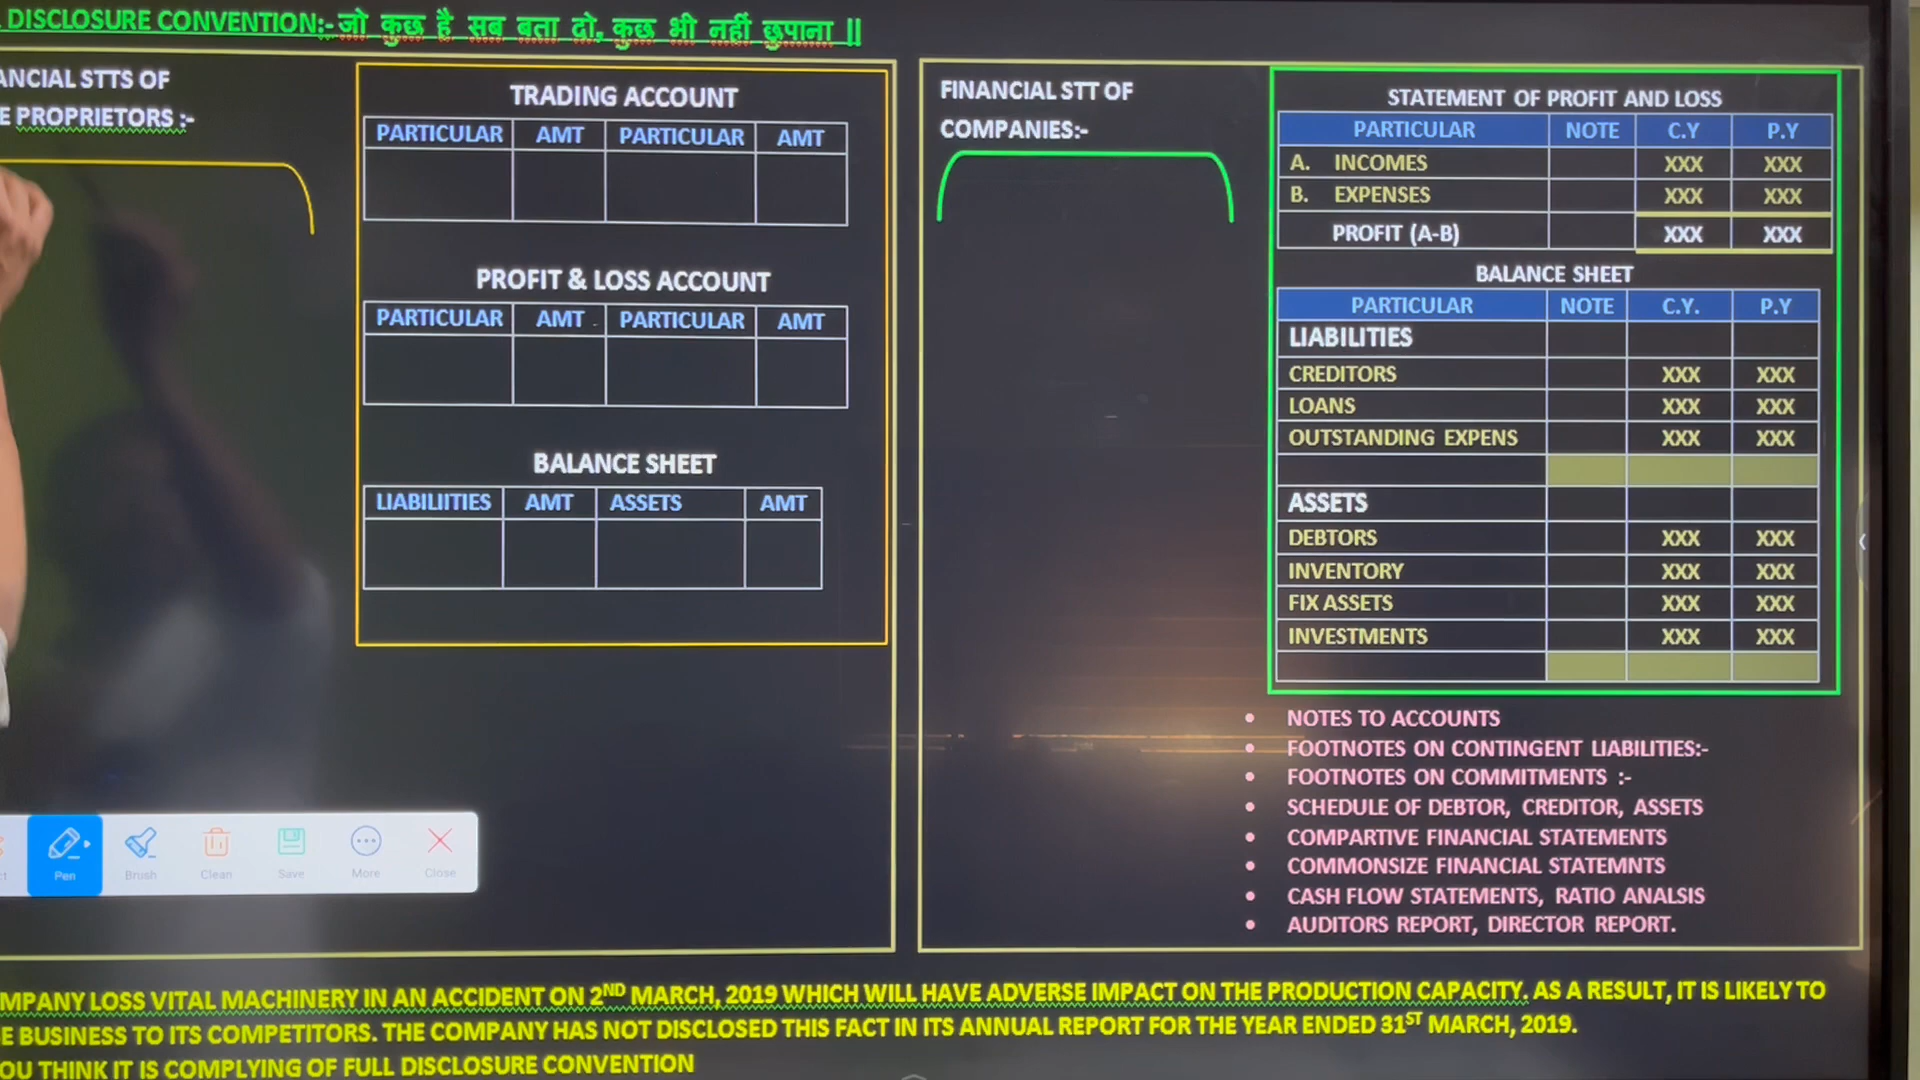 DISCLOSURE CONVENTION:- जो कुछ है सब बता दो, कुछ भी नहीं छुपाना ||
ANCIAL STTS OF
E PROPRIETORS :-
TRADING ACCOUNT
PARTICULAR AMT PARTICULAR AMT
PROFIT & LOSS ACCOUNT
PARTICULAR AMT PARTICULAR AMT
BALANCE SHEET
LIABILIITIES AMT ASSETS AMT
FINANCIAL STT OF
COMPANIES:-
STATEMENT OF PROFIT AND LOSS
PARTICULAR NOTE C.Y P.Y
A. INCOMES XXX XXX
B. EXPENSES XXX XXX
PROFIT (A-B) XXX XXX
BALANCE SHEET
PARTICULAR NOTE C.Y. P.Y
LIABILITIES
CREDITORS XXX XXX
LOANS XXX XXX
OUTSTANDING EXPENS XXX XXX
ASSETS
DEBTORS XXX XXX
INVENTORY XXX XXX
FIX ASSETS XXX XXX
INVESTMENTS XXX XXX
• NOTES TO ACCOUNTS
• FOOTNOTES ON CONTINGENT LIABILITIES:-
• FOOTNOTES ON COMMITMENTS :-
• SCHEDULE OF DEBTOR, CREDITOR, ASSETS
• COMPARTIVE FINANCIAL STATEMENTS
• COMMONSIZE FINANCIAL STATEMNTS
• CASH FLOW STATEMENTS, RATIO ANALSIS
• AUDITORS REPORT, DIRECTOR REPORT.
ct Pen Brush Clean Save More Close
MPANY LOSS VITAL MACHINERY IN AN ACCIDENT ON 2ND MARCH, 2019 WHICH WILL HAVE ADVERSE IMPACT ON THE PRODUCTION CAPACITY. AS A RESULT, IT IS LIKELY TO
E BUSINESS TO ITS COMPETITORS. THE COMPANY HAS NOT DISCLOSED THIS FACT IN ITS ANNUAL REPORT FOR THE YEAR ENDED 31ST MARCH, 2019.
OU THINK IT IS COMPLYING OF FULL DISCLOSURE CONVENTION